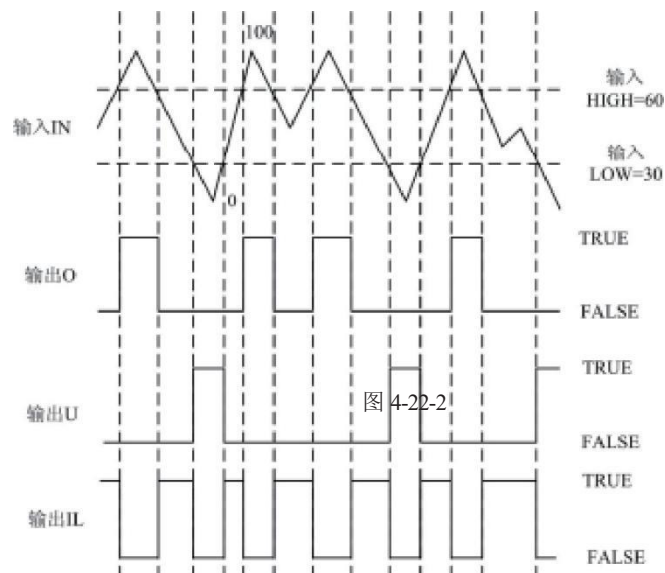 100
输入
HIGH=60
输入IN
输入
LOW=30
0
TRUE
输出O
FALSE
TRUE
图 4-22-2
输出U
FALSE
TRUE
输出IL
FALSE